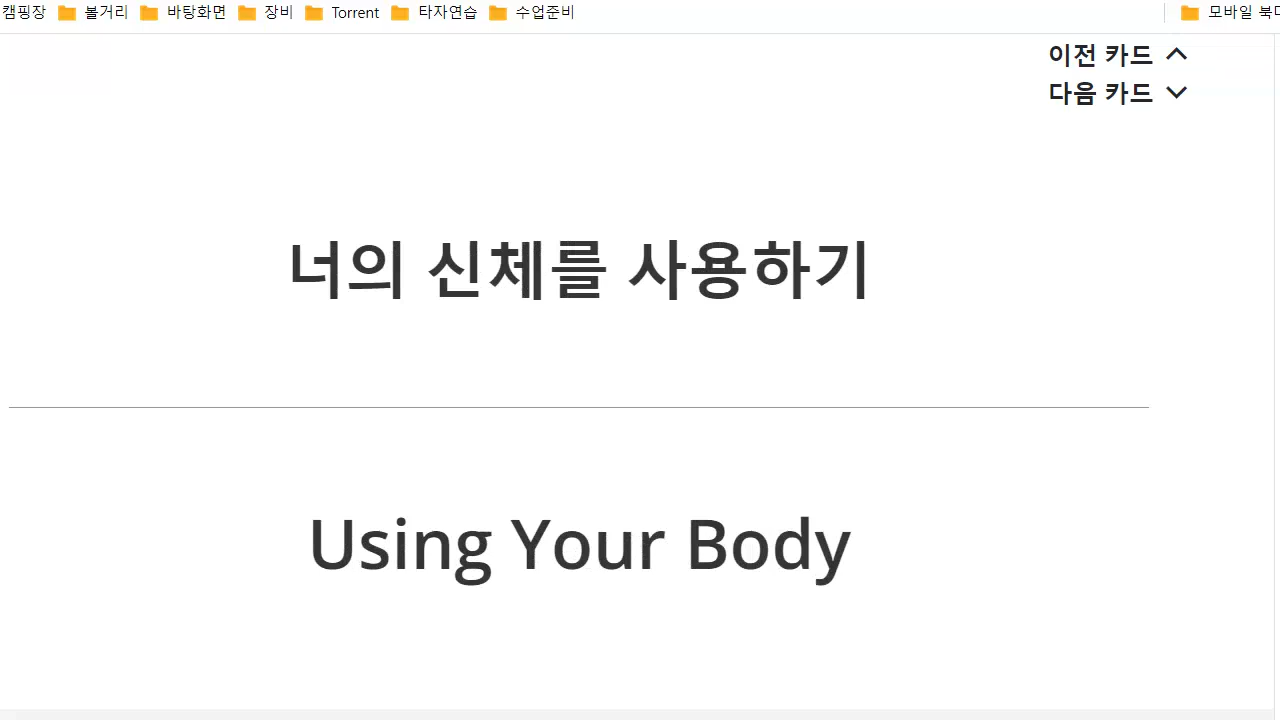 캠핑장 볼거리 바탕화면 장비 Torrent 타자연습 수업준비 모바일
이전 카드
다음 카드
너의 신체를 사용하기
Using Your Body